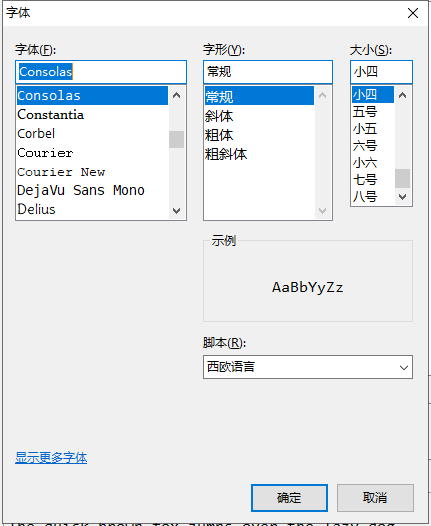 字体
字体(F):
字形(Y):
大小(S):
Consolas
常规
小四
Consolas
Constantia
Corbel
Courier
Courier New
DejaVu Sans Mono
Delius
常规
斜体
粗体
粗斜体
小四
五号
小五
六号
小六
七号
八号
示例
AaBbYyZz
脚本(R):
西欧语言
显示更多字体
确定
取消